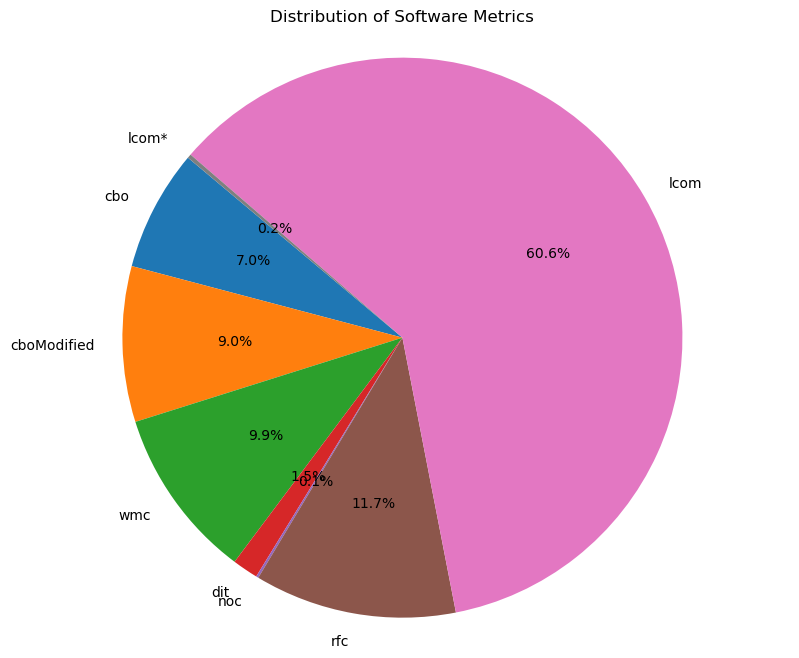 Distribution of Software Metrics
lcom*
cbo
cboModified
wmc
dit
noc
rfc
lcom
0.2%
7.0%
9.0%
9.9%
1.5%
0.1%
11.7%
60.6%